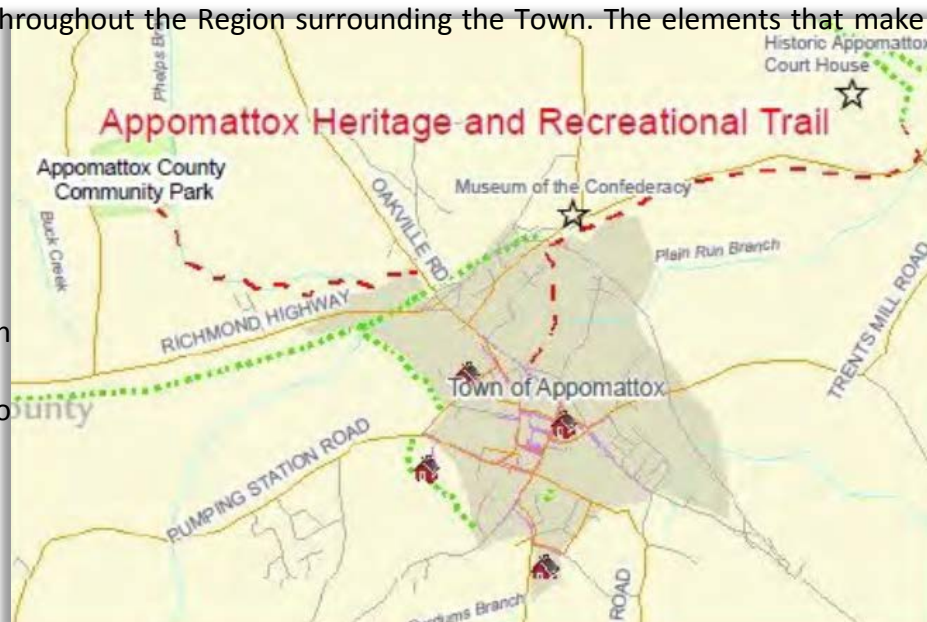 hroughout the Region surrounding the Town. The elements that make
Historic Appomattox
Court House
Phelps Bra
Appomattox Heritage and Recreational Trail
Appomattox County
Community Park
OAKVILLE RD
Museum of the Confederacy
Buck Creek
Plain Run Branch
TRENTS MILL ROAD
RICHMOND HIGHWAY
n
Town of Appomattox
o
ounty
PUMPING STATION ROAD
Branch
ROAD